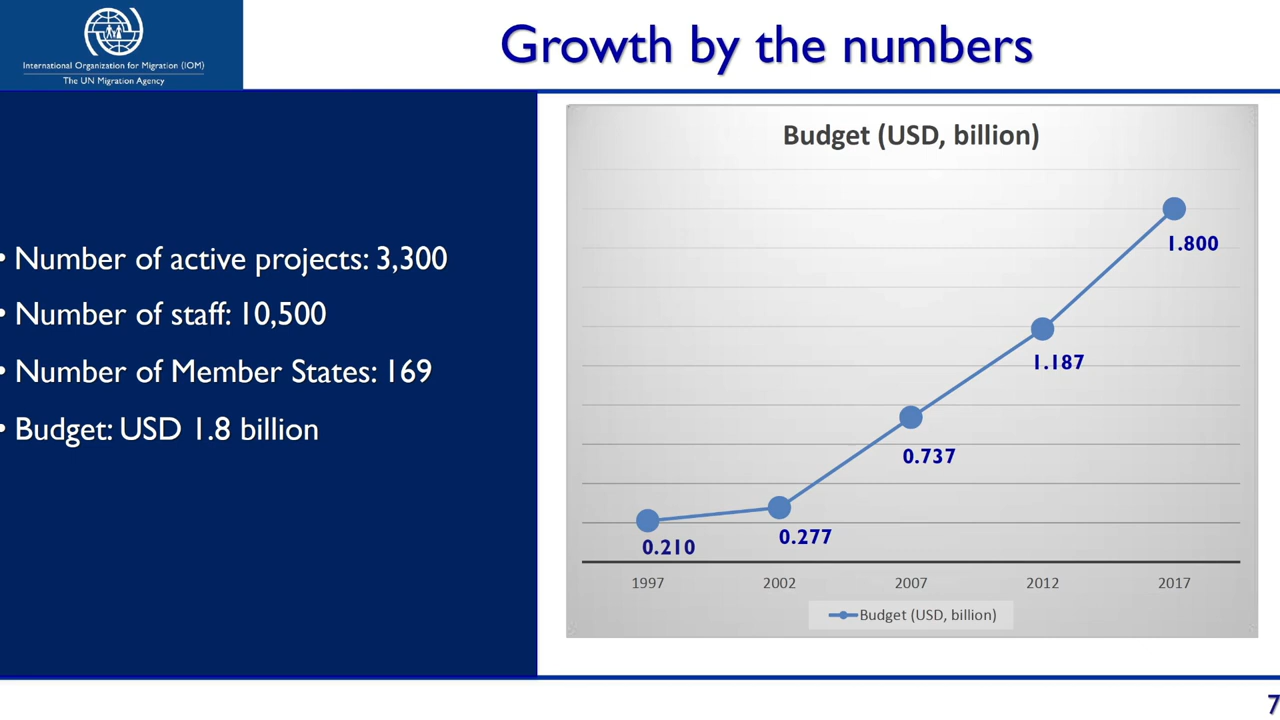 International Organization for Migration (IOM)
The UN Migration Agency
Growth by the numbers
• Number of active projects: 3,300
• Number of staff: 10,500
• Number of Member States: 169
• Budget: USD 1.8 billion
Budget (USD, billion)
1.800
1.187
0.737
0.277
0.210
1997 2002 2007 2012 2017
Budget (USD, billion)
7